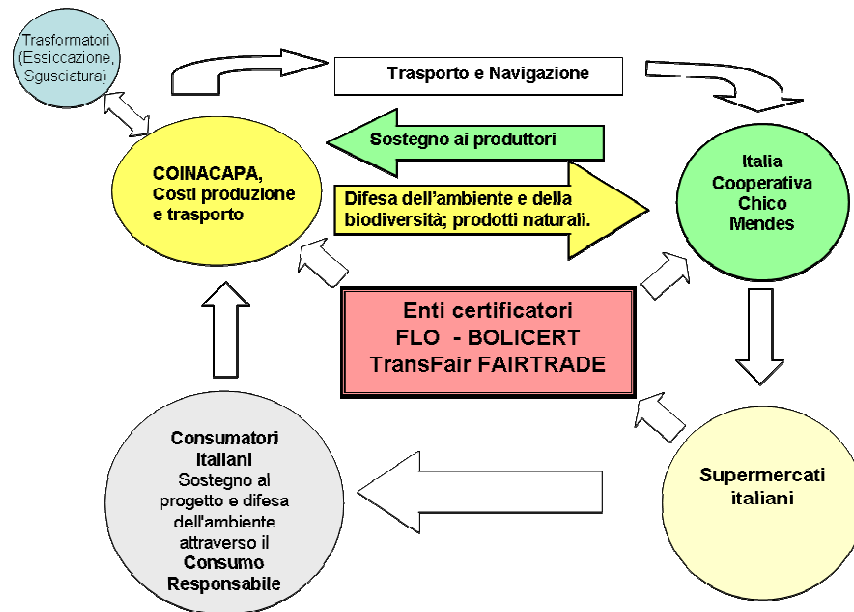 Trasformatori
(Essiccazione,
Sgusciatura)
Trasporto e Navigazione
Sostegno ai produttori
COINACAPA,
Costi produzione
e trasporto
Difesa dell'ambiente e della
biodiversità; prodotti naturali.
Italia
Cooperativa
Chico
Mendes
Enti certificatori
FLO - BOLICERT
TransFair FAIRTRADE
Consumatori
Italiani
Sostegno al
progetto e difesa
dell'ambiente
attraverso il
Consumo
Responsabile
Supermercati
italiani